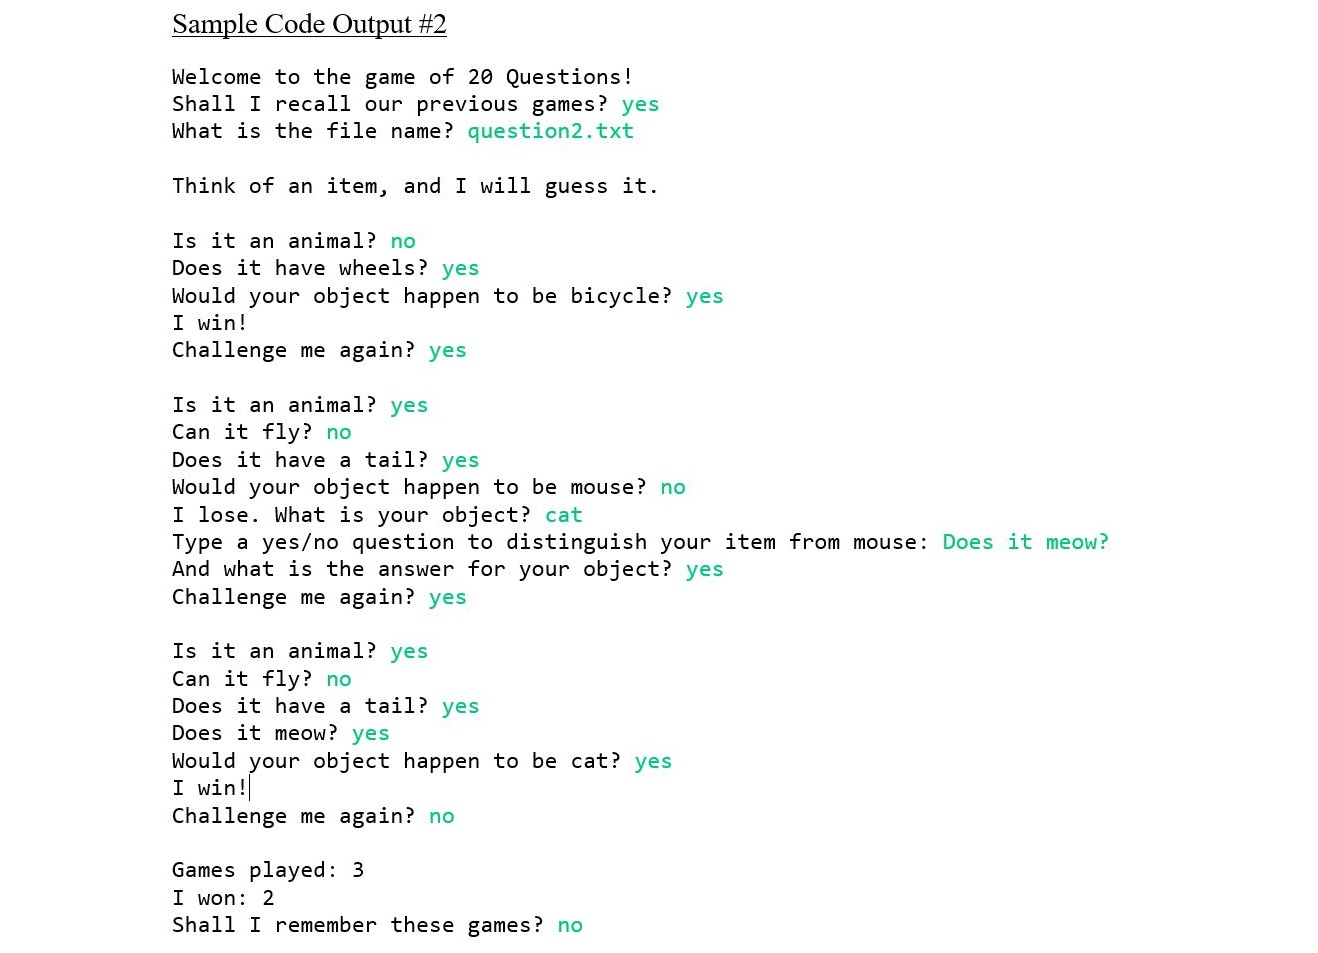 Sample Code Output #2
Welcome to the game of 20 Questions!
Shall I recall our previous games? yes
What is the file name? question2.txt
Think of an item, and I will guess it.
Is it an animal? no
Does it have wheels? yes
Would your object happen to be bicycle? yes
I win!
Challenge me again? yes
Is it an animal? yes
Can it fly? no
Does it have a tail? yes
Would your object happen to be mouse? no
I lose. What is your object? cat
Type a yes/no question to distinguish your item from mouse: Does it meow?
And what is the answer for your object? yes
Challenge me again? yes
Is it an animal? yes
Can it fly? no
Does it have a tail? yes
Does it meow? yes
Would your object happen to be cat? yes
I win!
Challenge me again? no
Games played: 3
I won: 2
Shall I remember these games? no